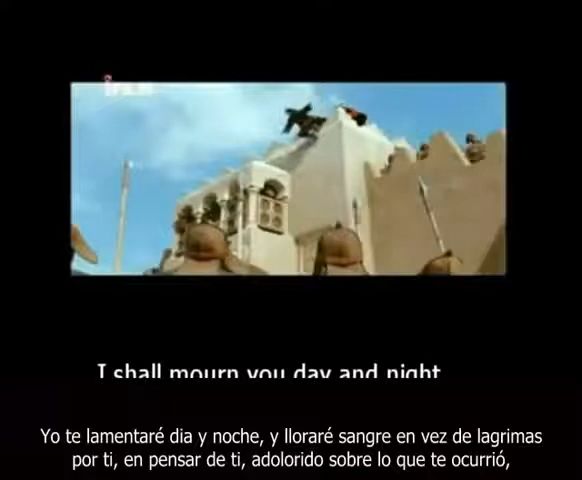 I shall mourn you day and night
Yo te lamentaré dia y noche, y lloraré sangre en vez de lagrimas
por ti, en pensar de ti, adolorido sobre lo que te ocurrió,